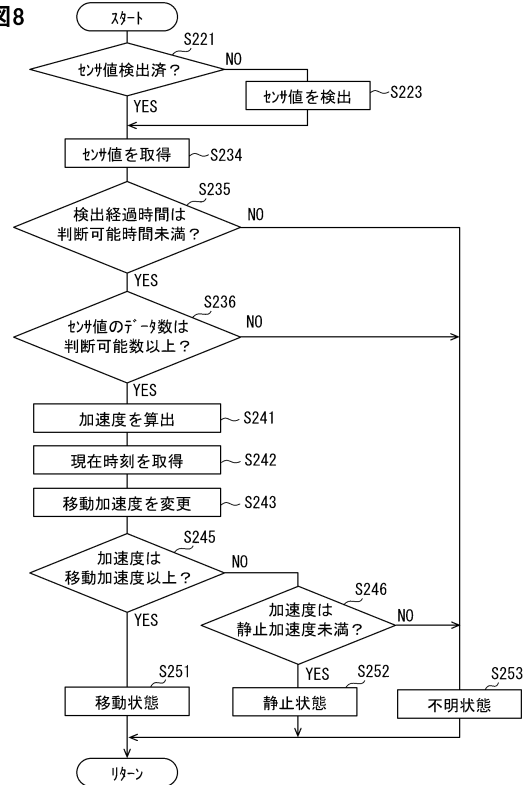 図8
スタート
S221
センサ値検出済？
NO
YES
センサ値を検出
S223
センサ値を取得
S234
S235
検出経過時間は
判断可能時間未満？
NO
YES
S236
センサ値のデータ数は
判断可能数以上？
NO
YES
加速度を算出
S241
現在時刻を取得
S242
移動加速度を変更
S243
S245
加速度は
移動加速度以上？
NO
YES
S246
加速度は
静止加速度未満？
NO
YES
S251
移動状態
S252
静止状態
S253
不明状態
リターン